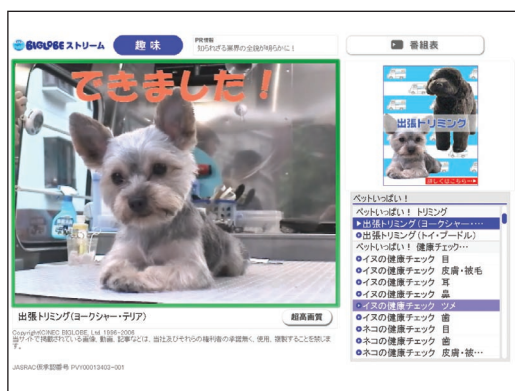 BIGLOBE ストリーム
趣味
PR情報
知られざる業界の全貌が明らかに！
番組表
できました！
出張トリミング
詳しくはこちら…
ペットいっぱい！
ペットいっぱい！ トリミング
出張トリミング(ヨークシャー・…
出張トリミング(トイ・プードル)
ペットいっぱい！ 健康チェック…
イヌの健康チェック 目
イヌの健康チェック 皮膚・被毛
イヌの健康チェック 耳
イヌの健康チェック 鼻
イヌの健康チェック ツメ
イヌの健康チェック 歯
ネコの健康チェック 目
ネコの健康チェック 歯
ネコの健康チェック 皮膚・被…
出張トリミング(ヨークシャー・テリア)
超高画質
Copyright(C)NEC BIGLOBE, Ltd. 1996-2006
当サイトで掲載されている画像、動画、記事などは、当社及びそれらの権利者の承認無く、使用、複製することを禁じます。
JASRAC許承認番号 PVY00013403-001